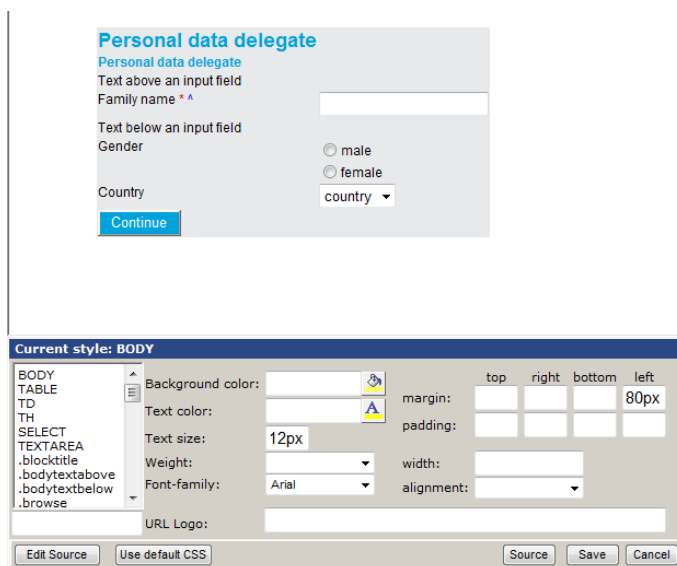 Personal data delegate
Personal data delegate
Text above an input field
Family name * ^
Text below an input field
Gender
male
female
Country
country
Continue
Current style: BODY
BODY
TABLE
TD
TH
SELECT
TEXTAREA
.blocktitle
.bodytextabove
.bodytextbelow
.browse
Background color:
Text color:
A
Text size: 12px
Weight:
Font-family: Arial
top right bottom left
margin: 80px
padding:
width:
alignment:
URL Logo:
Edit Source Use default CSS Source Save Cancel